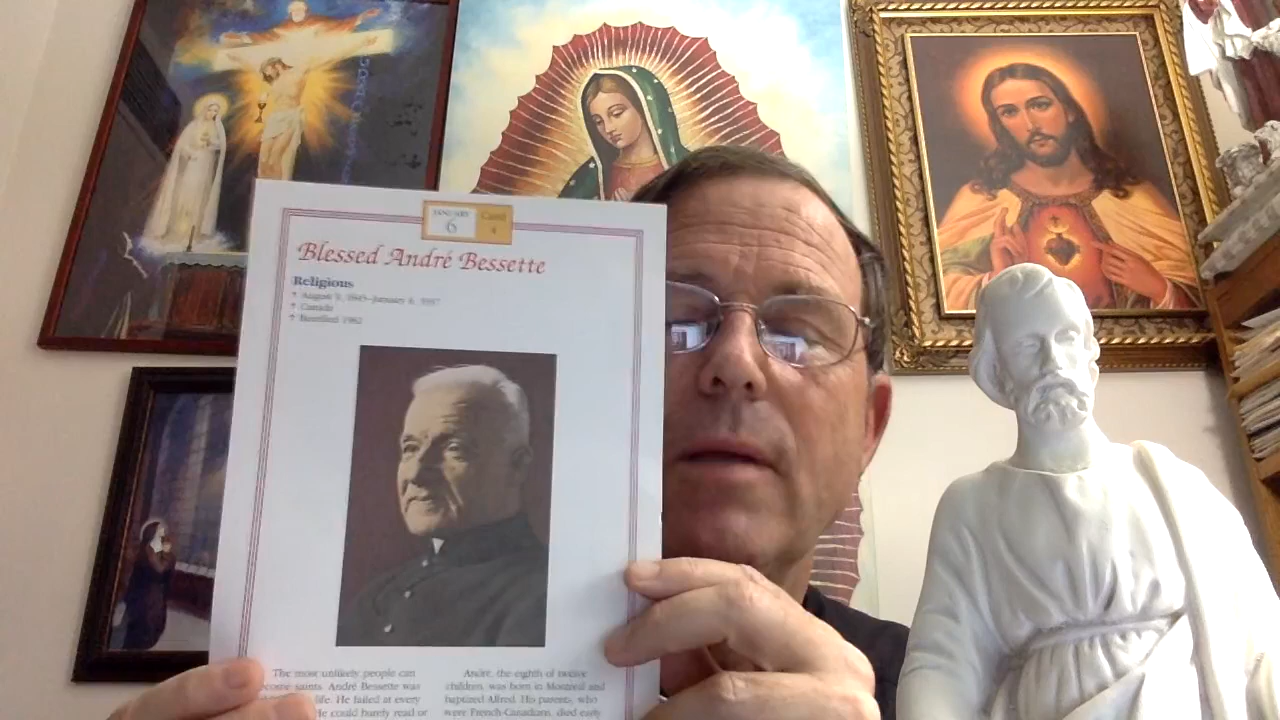 JANUARY
6
Card
4
Blessed André Bessette
Religious
† August 9, 1845–January 6, 1937
† Canada
† Beatified 1982
The most unlikely people can
become saints. André Bessette was
life. He failed at every
He could barely read or
André, the eighth of twelve
children, was born in Montreal and
baptized Alfred. His parents, who
were French-Canadians, died early